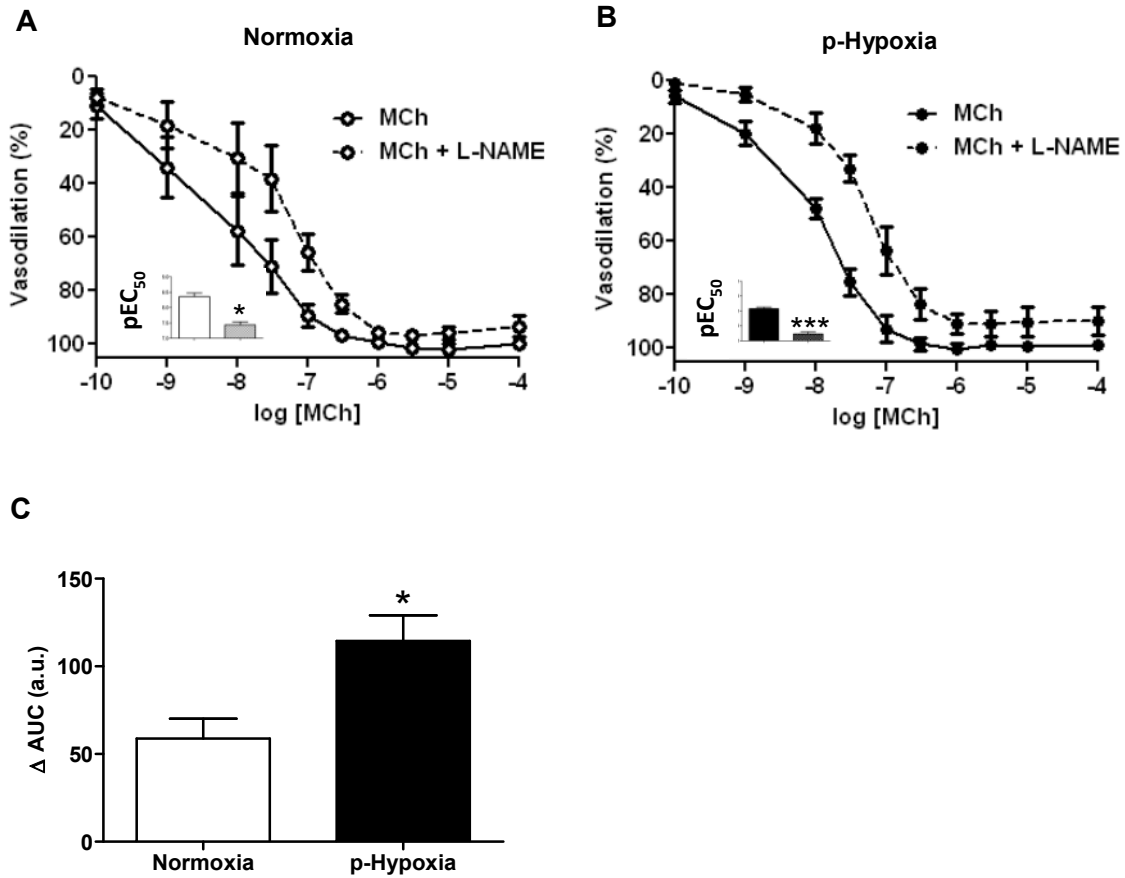 A
Normoxia
Vasodilation (%)
0
20
40
60
80
100
MCh
MCh + L-NAME
pEC50
*
-10 -9 -8 -7 -6 -5 -4
log [MCh]
B
p-Hypoxia
Vasodilation (%)
0
20
40
60
80
100
MCh
MCh + L-NAME
pEC50
***
-10 -9 -8 -7 -6 -5 -4
log [MCh]
C
Δ AUC (a.u.)
150
100
50
0
*
Normoxia p-Hypoxia